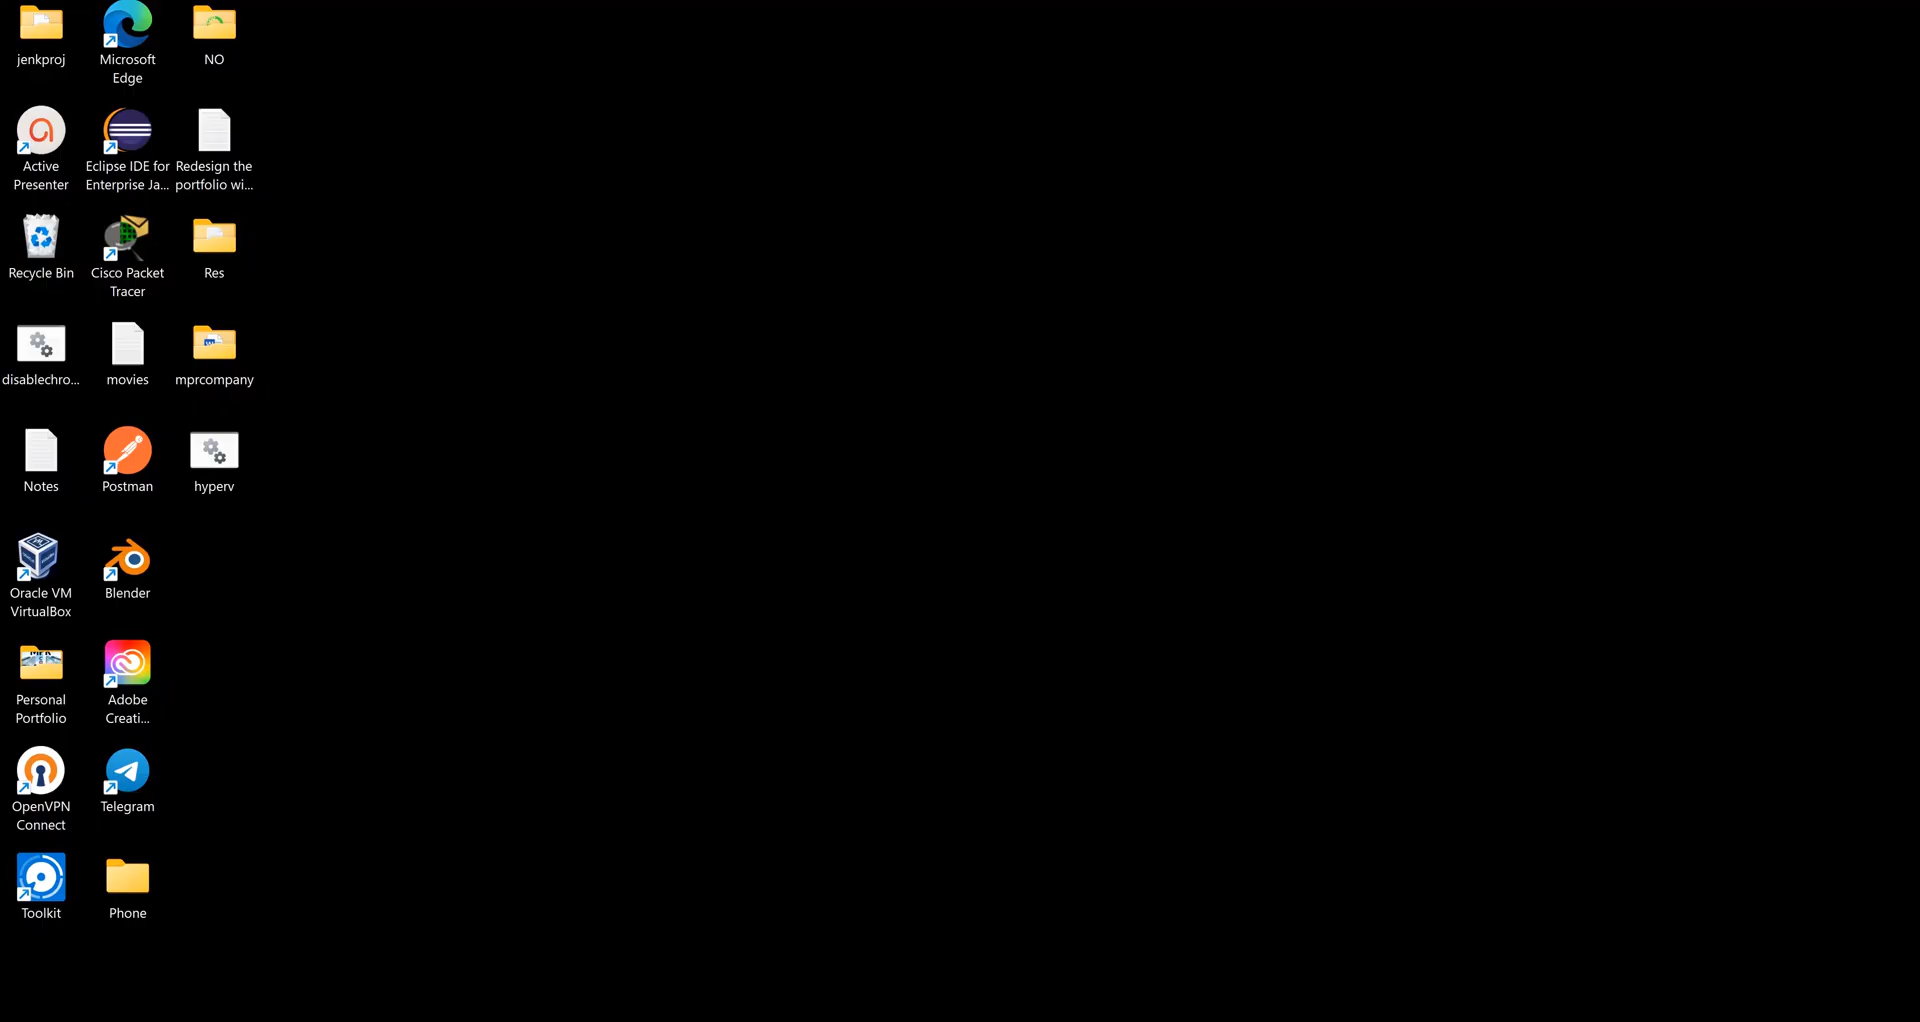 jenkproj
Microsoft
Edge
NO
Active
Presenter
Eclipse IDE for
Enterprise Ja...
Redesign the
portfolio wi...
Recycle Bin
Cisco Packet
Tracer
Res
disablechro...
movies
mprcompany
Notes
Postman
hyperv
Oracle VM
VirtualBox
Blender
Personal
Portfolio
Adobe
Creati...
OpenVPN
Connect
Telegram
Toolkit
Phone